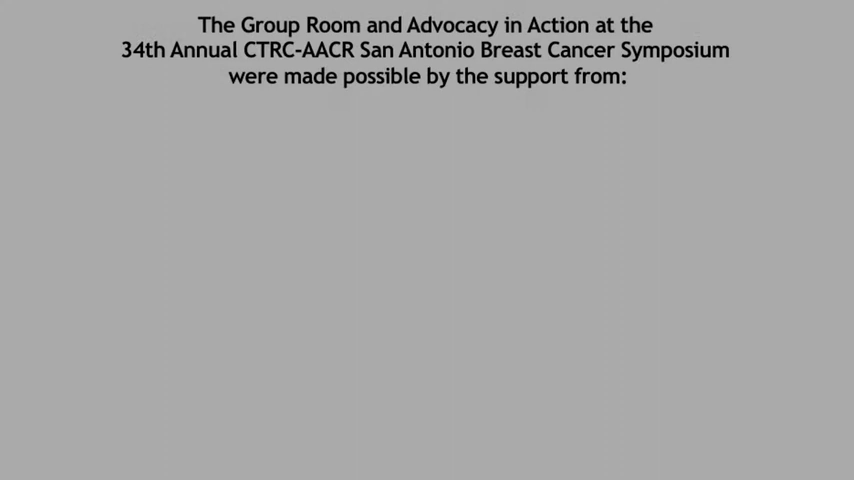 The Group Room and Advocacy in Action at the
34th Annual CTRC-AACR San Antonio Breast Cancer Symposium
were made possible by the support from: